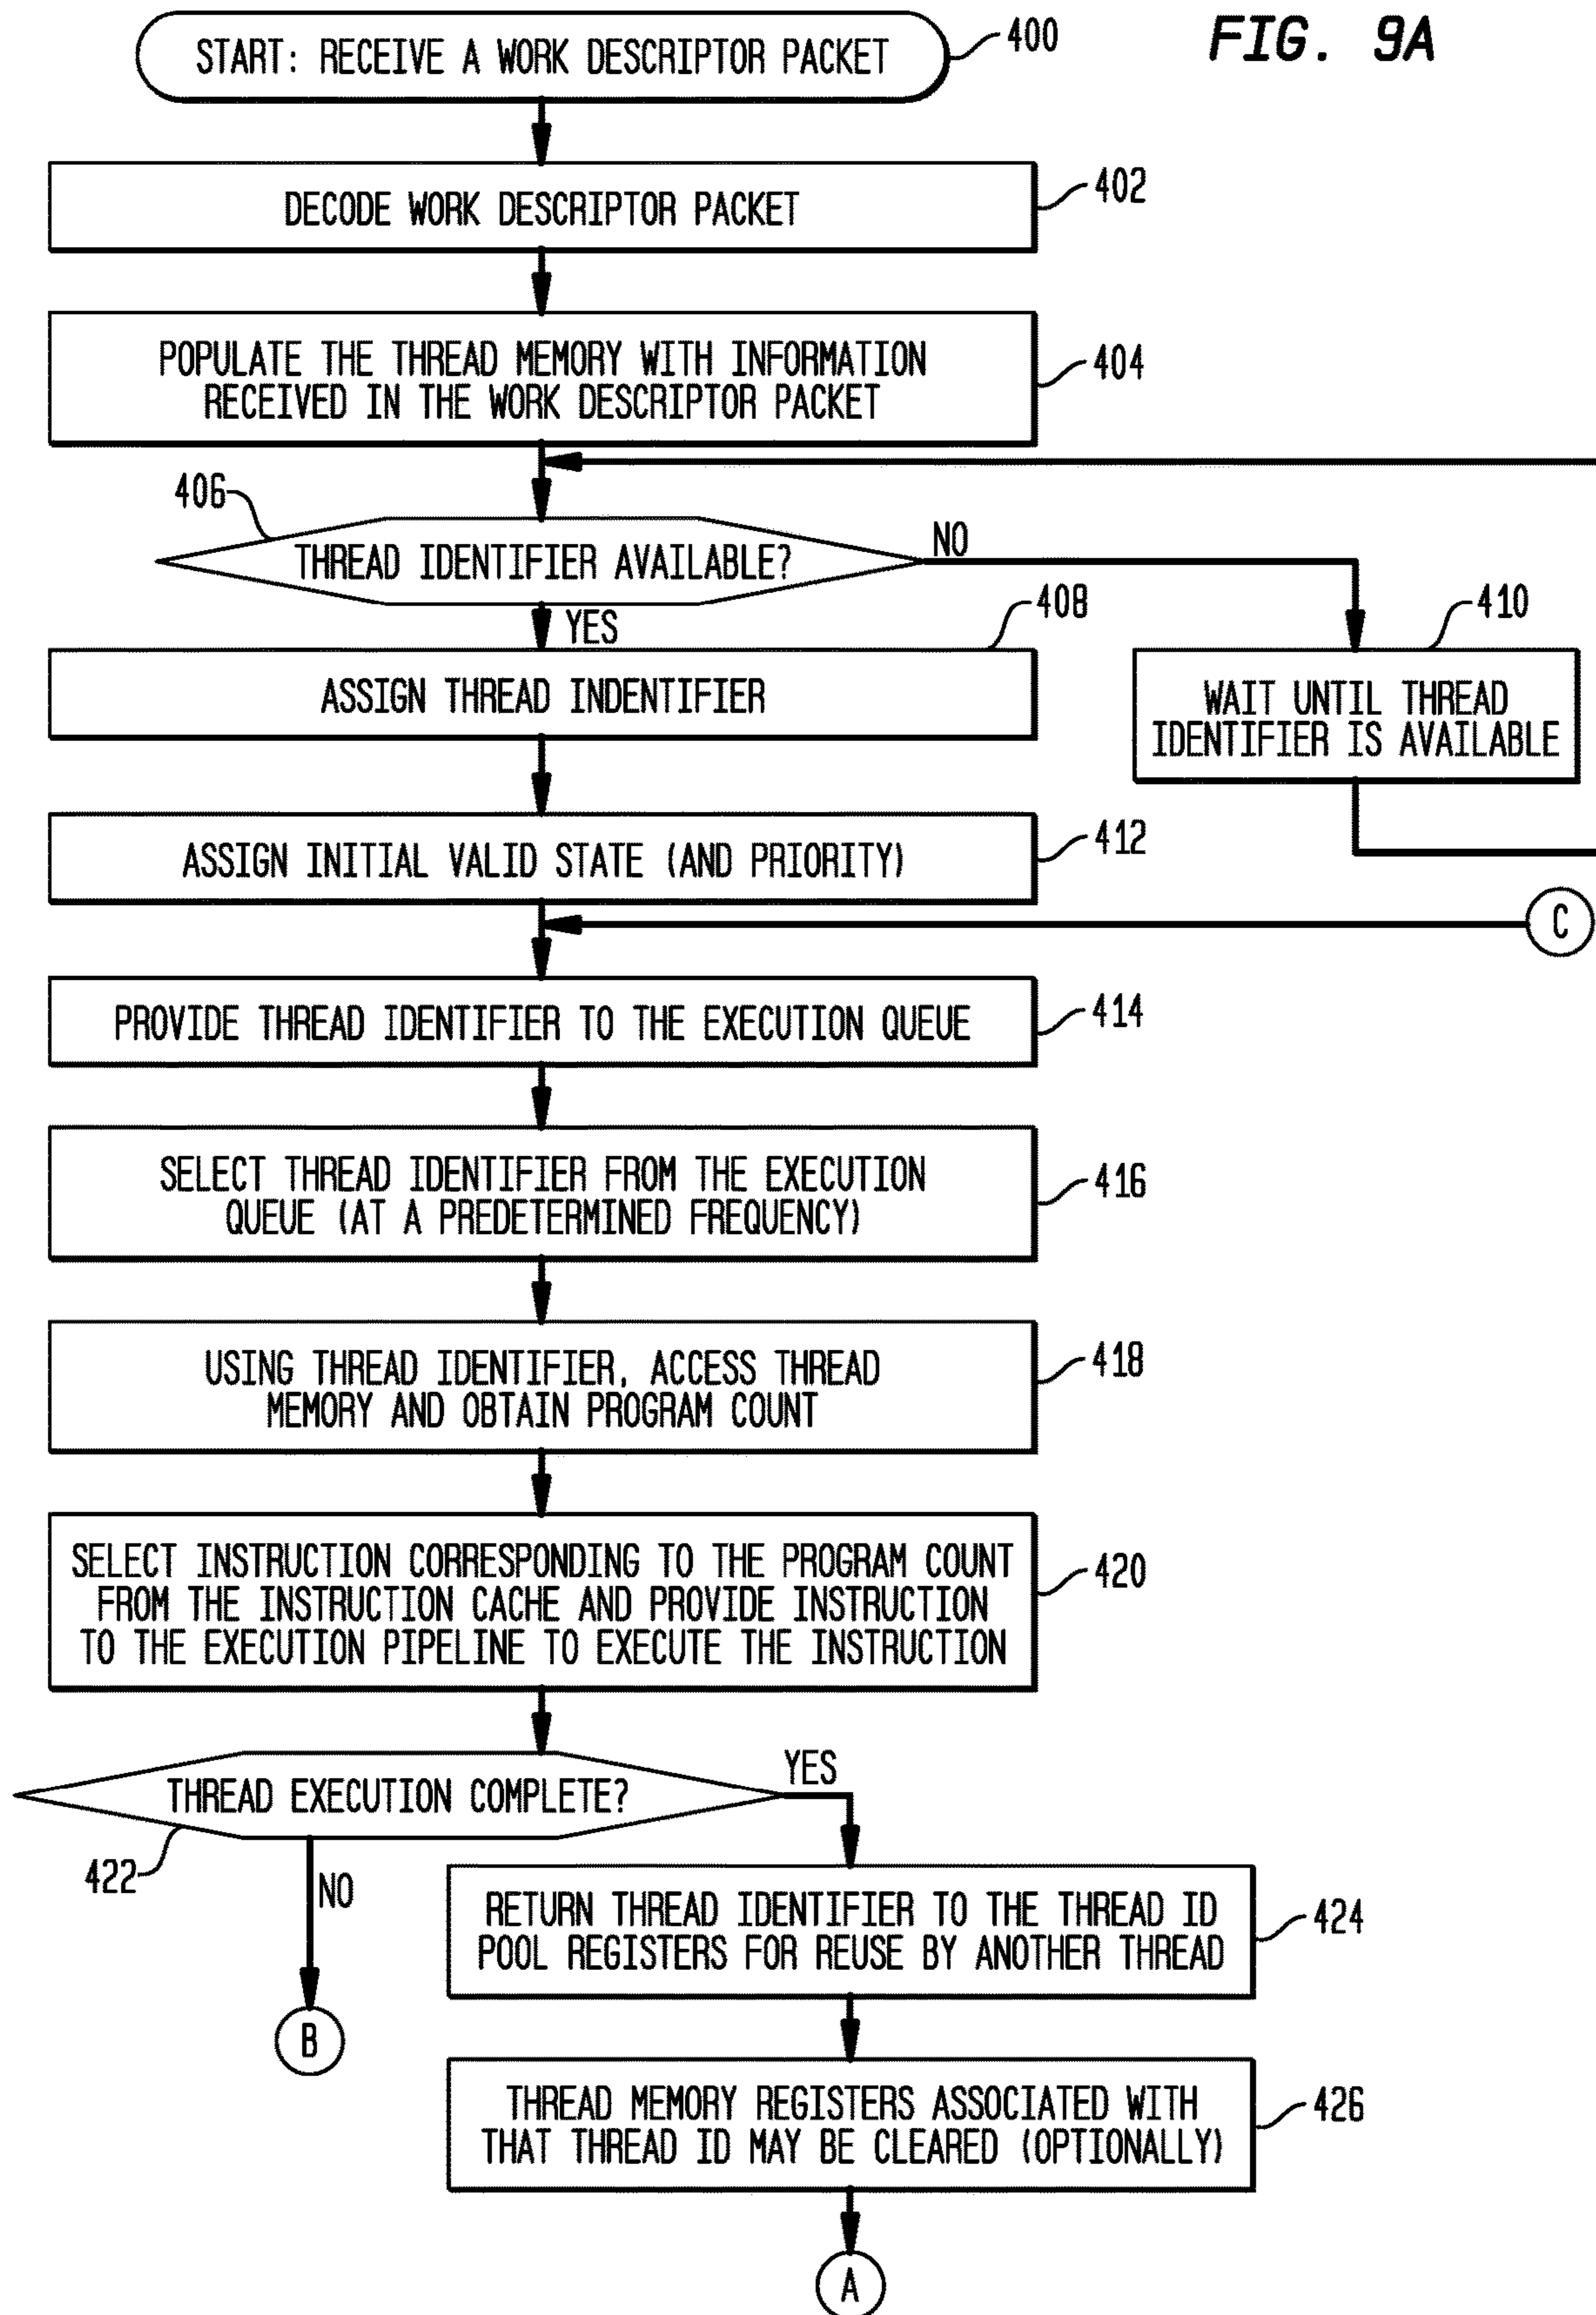 START: RECEIVE A WORK DESCRIPTOR PACKET
400
FIG. 9A
DECODE WORK DESCRIPTOR PACKET
402
POPULATE THE THREAD MEMORY WITH INFORMATION
RECEIVED IN THE WORK DESCRIPTOR PACKET
404
406
THREAD IDENTIFIER AVAILABLE?
NO
YES
408
410
ASSIGN THREAD INDENTIFIER
WAIT UNTIL THREAD
IDENTIFIER IS AVAILABLE
ASSIGN INITIAL VALID STATE (AND PRIORITY)
412
C
PROVIDE THREAD IDENTIFIER TO THE EXECUTION QUEUE
414
SELECT THREAD IDENTIFIER FROM THE EXECUTION
QUEUE (AT A PREDETERMINED FREQUENCY)
416
USING THREAD IDENTIFIER, ACCESS THREAD
MEMORY AND OBTAIN PROGRAM COUNT
418
SELECT INSTRUCTION CORRESPONDING TO THE PROGRAM COUNT
FROM THE INSTRUCTION CACHE AND PROVIDE INSTRUCTION
TO THE EXECUTION PIPELINE TO EXECUTE THE INSTRUCTION
420
THREAD EXECUTION COMPLETE?
YES
422
NO
RETURN THREAD IDENTIFIER TO THE THREAD ID
POOL REGISTERS FOR REUSE BY ANOTHER THREAD
424
B
THREAD MEMORY REGISTERS ASSOCIATED WITH
THAT THREAD ID MAY BE CLEARED (OPTIONALLY)
426
A